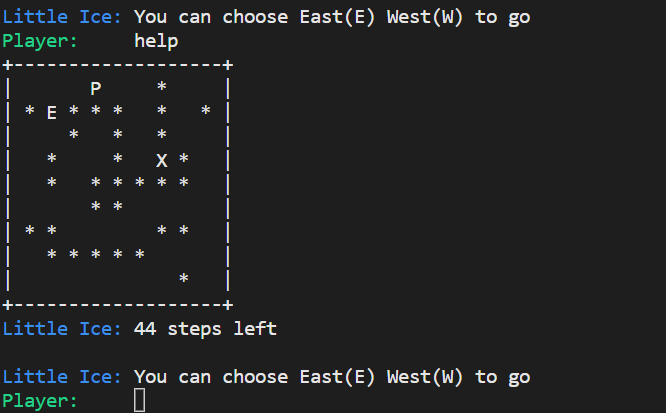 Little Ice: You can choose East(E) West(W) to go
Player:     help
+-------------------+
|       P     *     |
| * E * * *   *   * |
|     *   *   *     |
|   *     *   X *   |
|   *   * * * * *   |
|       * *         |
| * *         * *   |
|   * * * * *       |
|               *   |
+-------------------+
Little Ice: 44 steps left
Little Ice: You can choose East(E) West(W) to go
Player: